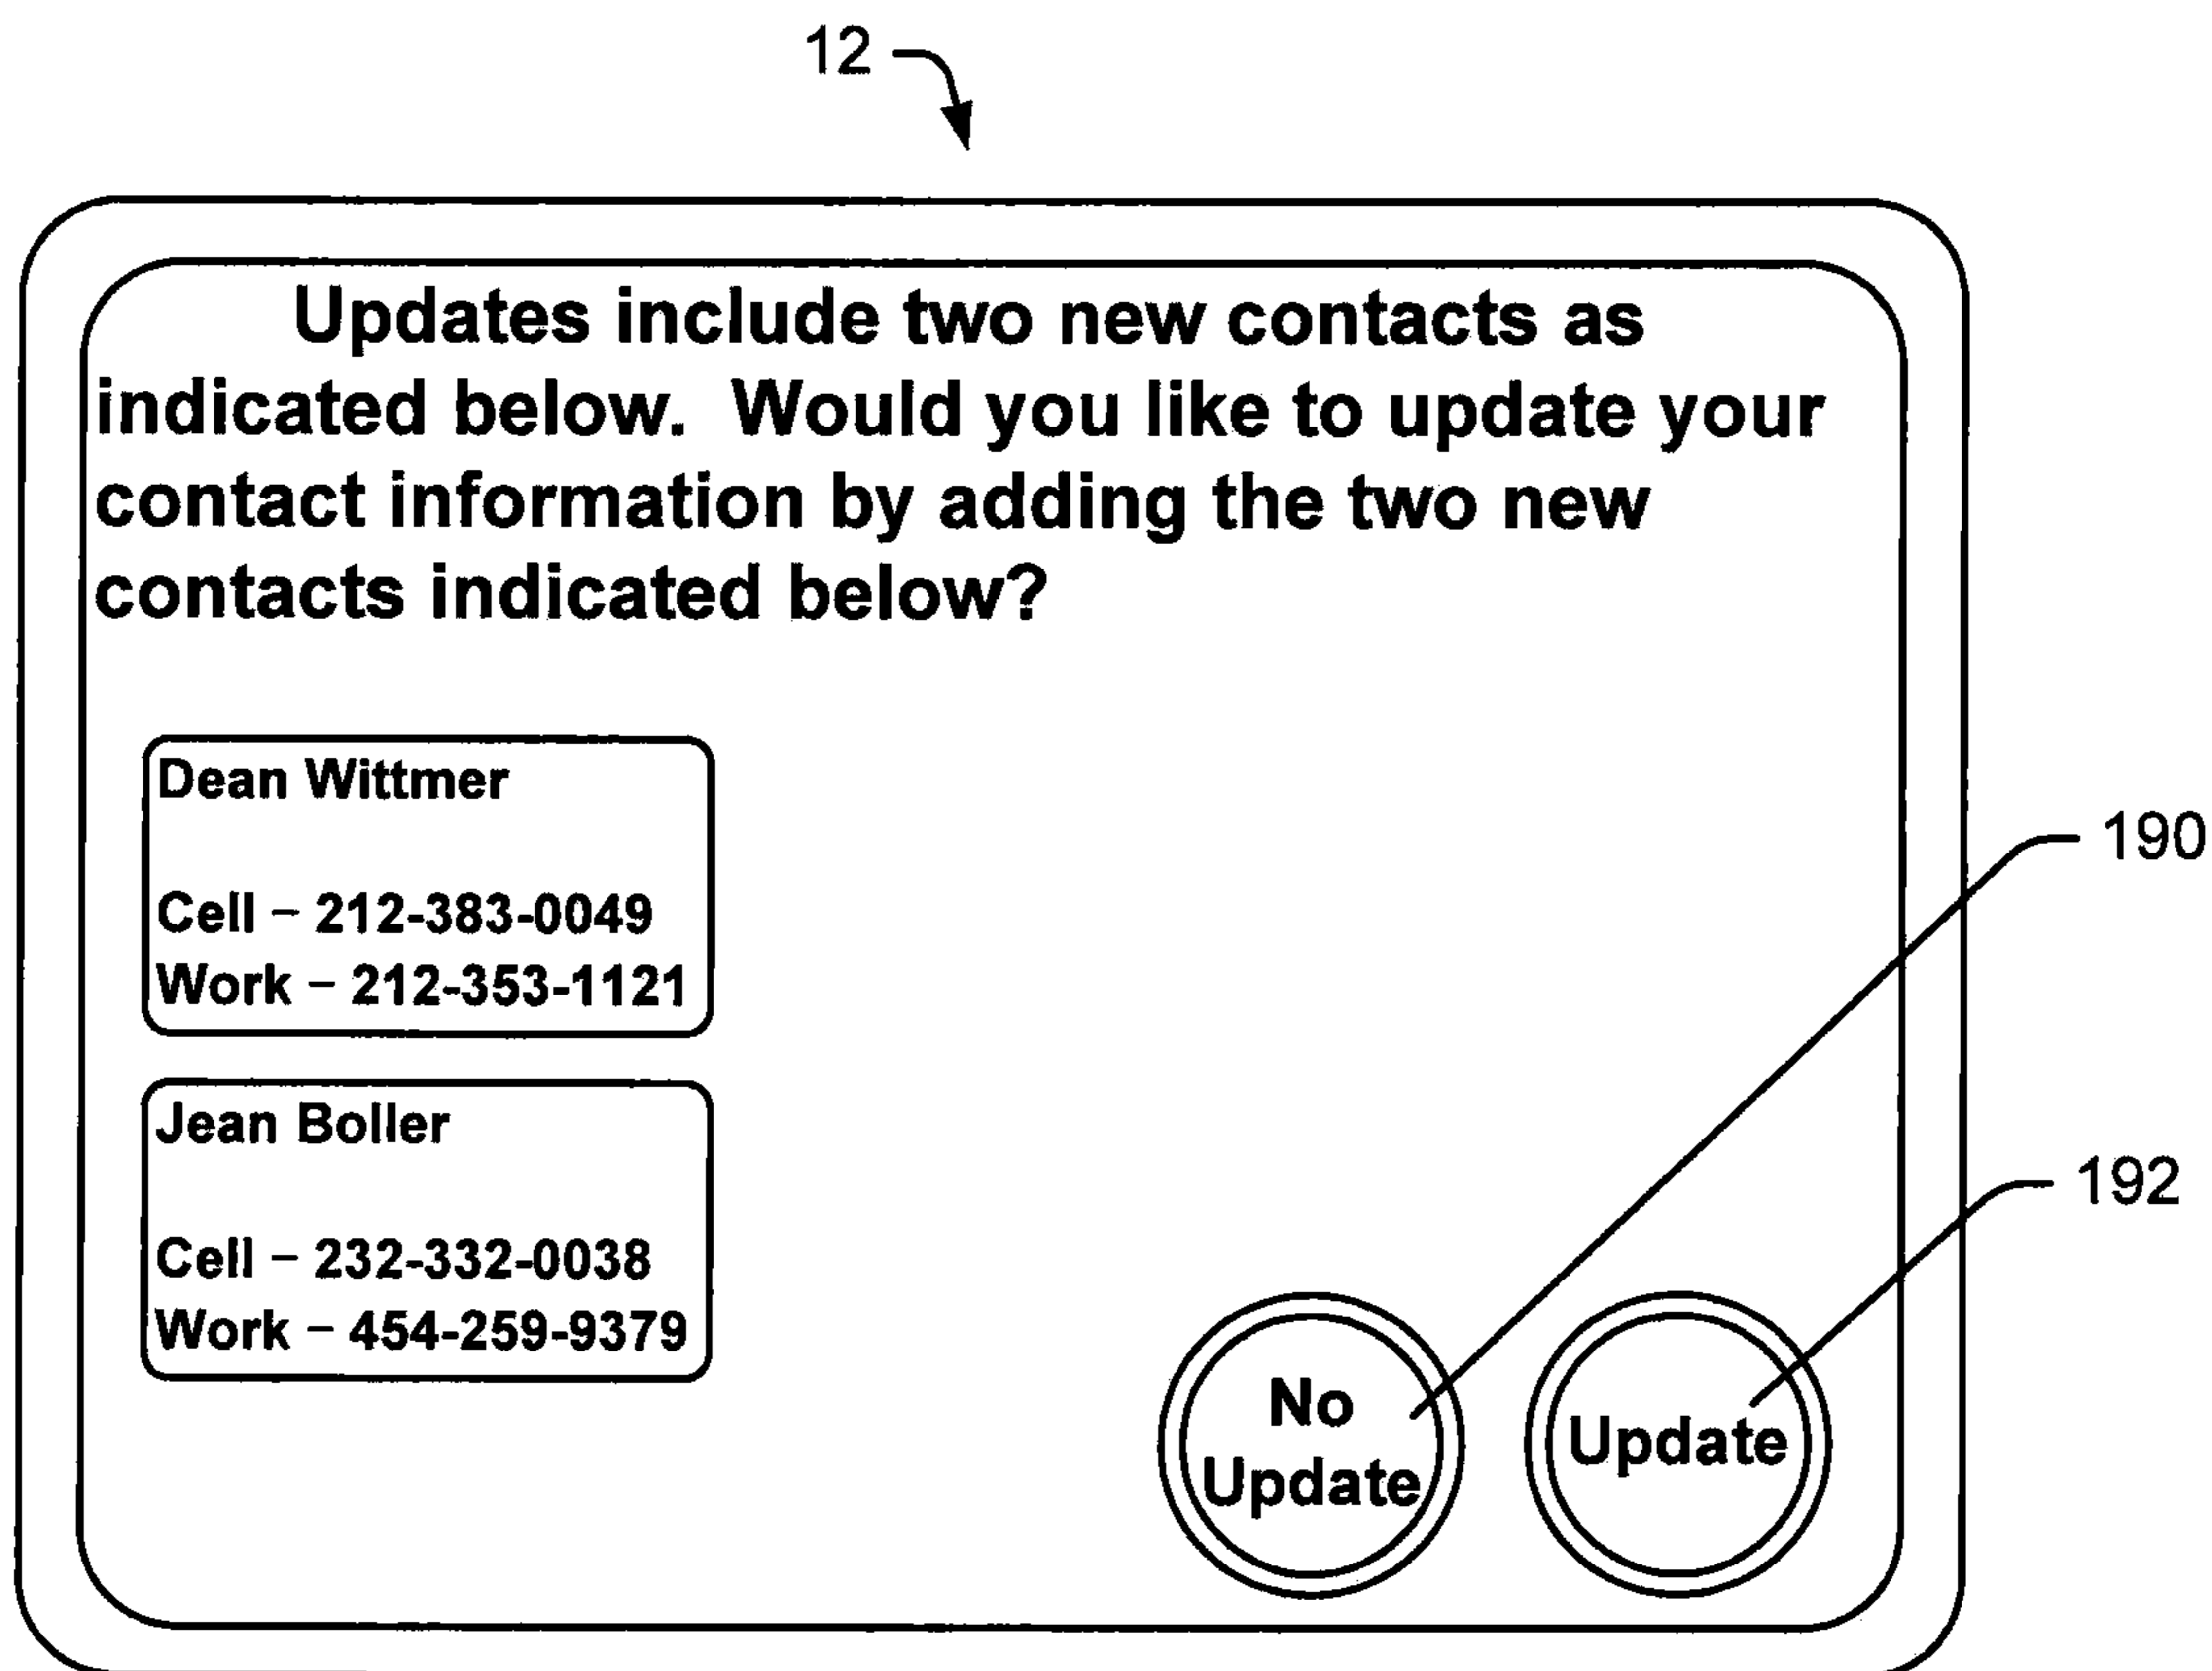 12
Updates include two new contacts as
indicated below.  Would you like to update your
contact information by adding the two new
contacts indicated below?
Dean Wittmer
Cell – 212-383-0049
Work – 212-353-1121
190
Jean Boller
Cell – 232-332-0038
Work – 454-259-9379
192
No
Update
Update